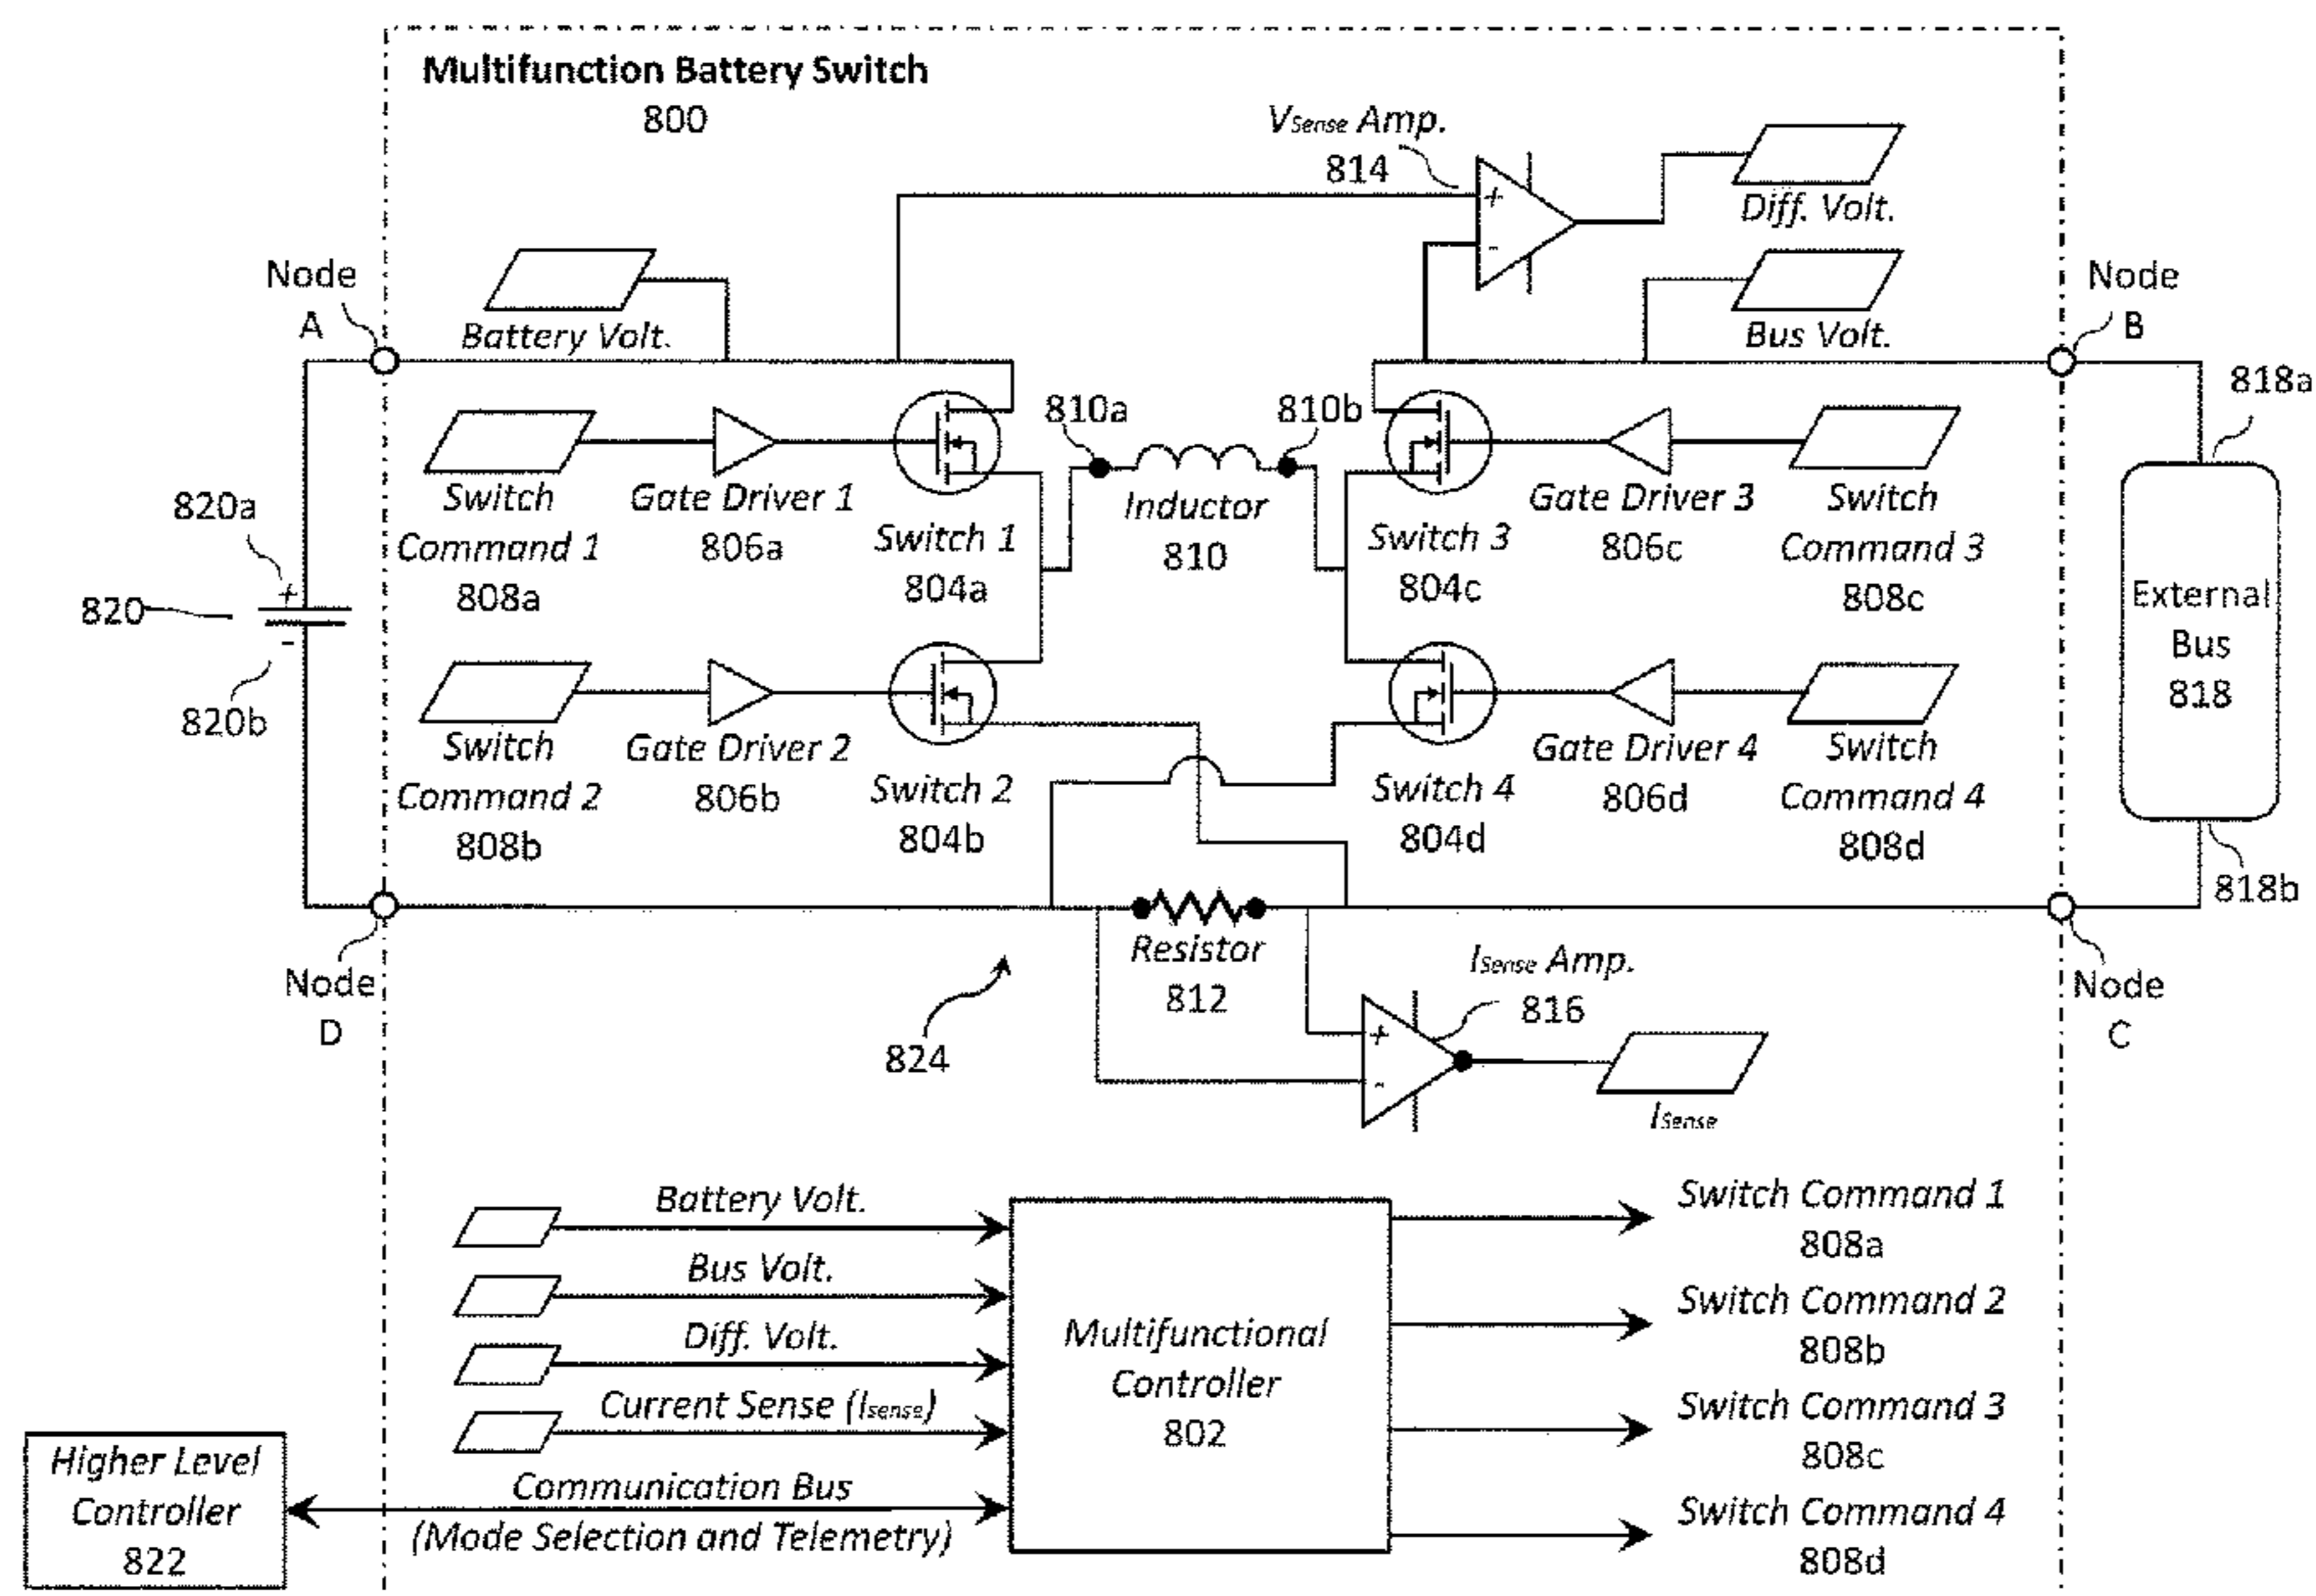 Multifunction Battery Switch
800
VSense Amp.
814
+
-
Diff. Volt.
Node
A
Battery Volt.
Bus Volt.
Node
B
818a
810a
810b
Switch
Command 1
808a
Gate Driver 1
806a
Switch 1
804a
Inductor
810
Switch 3
804c
Gate Driver 3
806c
Switch
Command 3
808c
820a
820
+
-
820b
External
Bus
818
Switch
Command 2
808b
Gate Driver 2
806b
Switch 2
804b
Switch 4
804d
Gate Driver 4
806d
Switch
Command 4
808d
818b
Node
D
Resistor
812
824
ISense Amp.
816
+
-
ISense
Node
C
Battery Volt.
Bus Volt.
Diff. Volt.
Current Sense (Isense)
Communication Bus
(Mode Selection and Telemetry)
Higher Level
Controller
822
Multifunctional
Controller
802
Switch Command 1
808a
Switch Command 2
808b
Switch Command 3
808c
Switch Command 4
808d